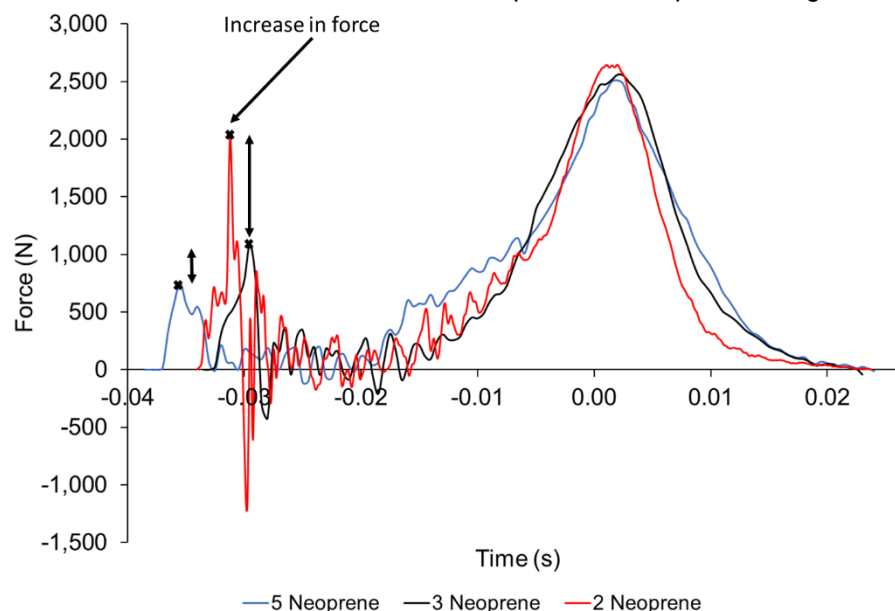 3,000
Increase in force
2,500
2,000
1,500
1,000
500
0
-0.04 -0.03 -0.02 -0.01 0.00 0.01 0.02
-500
-1,000
-1,500
Force (N)
Time (s)
5 Neoprene 3 Neoprene 2 Neoprene